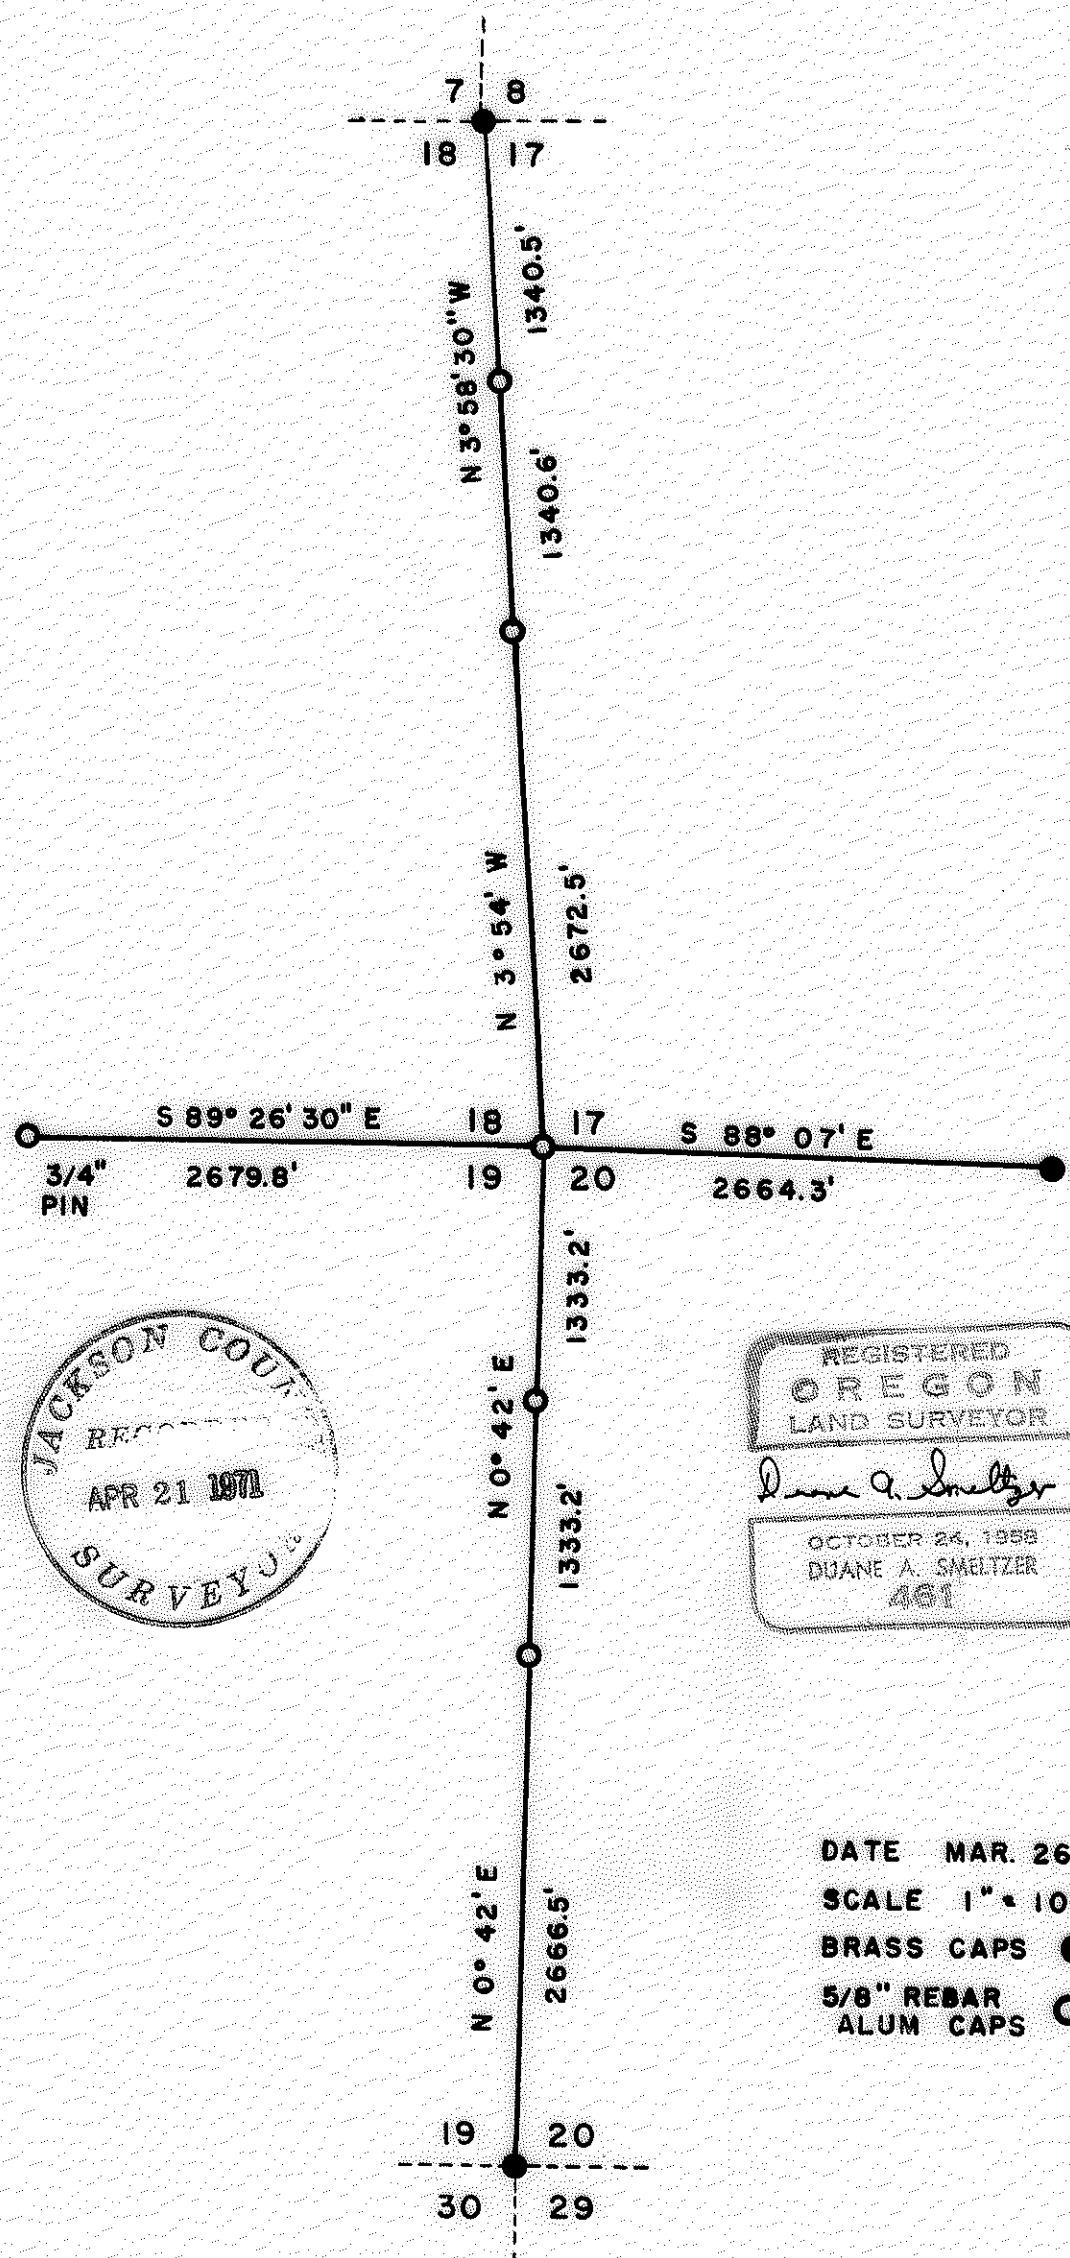 7 8
18 17
1340.5'
N 3° 58' 30" W
1340.6'
N 3° 54' W
2672.5'
S 89° 26' 30" E
18 17
S 88° 07' E
3/4"
PIN
2679.8'
19 20
2664.3'
1333.2'
N 0° 42' E
1333.2'
JACKSON
APR 21 1971
REGISTERED
OREGON
LAND SURVEYOR
Duane A. Smeltzer
OCTOBER 24, 1958
DUANE A. SMELTZER
461
N 0° 42' E
2666.5'
DATE MAR. 26
SCALE 1" = 10
BRASS CAPS
5/8" REBAR
ALUM CAPS
19 20
30 29